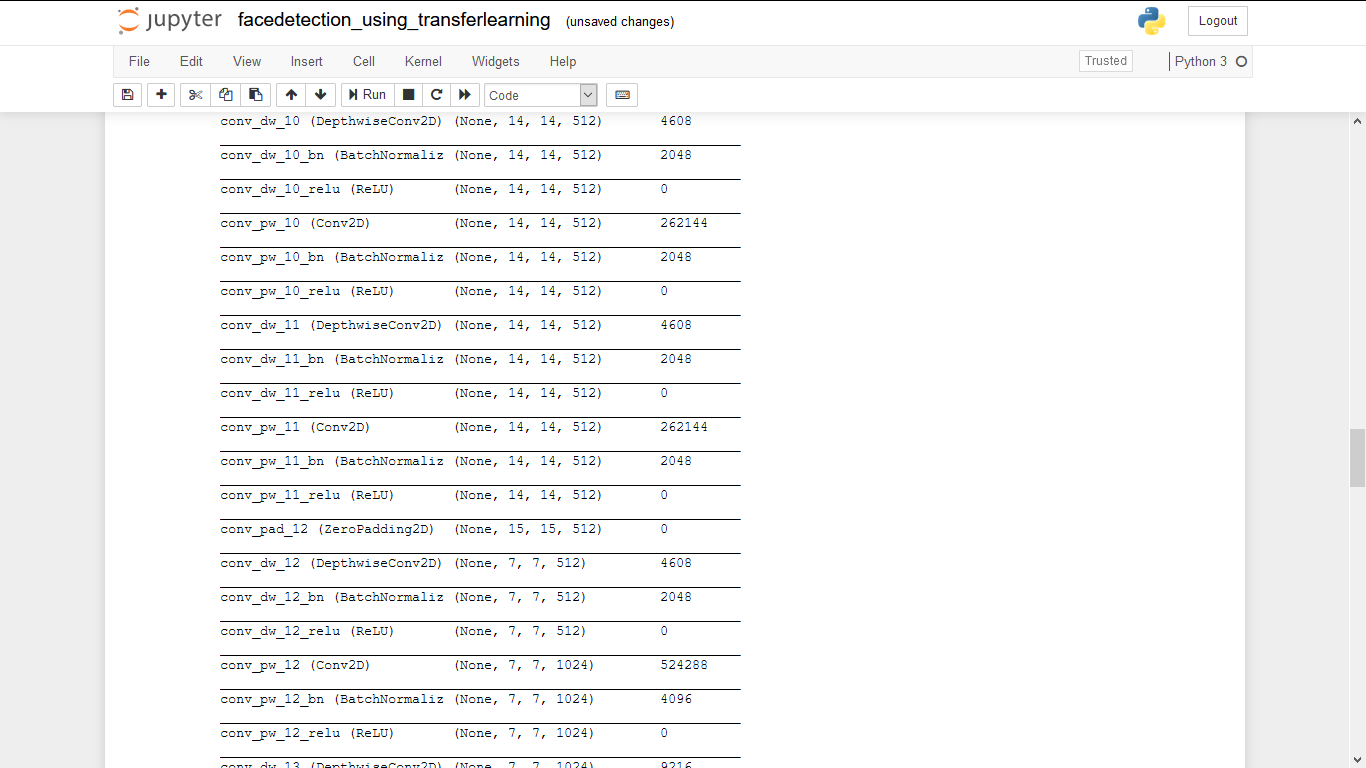 jupyter facedetection_using_transferlearning (unsaved changes) Logout
File Edit View Insert Cell Kernel Widgets Help Trusted Python 3
Run Code
conv_dw_10 (DepthwiseConv2D) (None, 14, 14, 512) 4608
conv_dw_10_bn (BatchNormaliz (None, 14, 14, 512) 2048
conv_dw_10_relu (ReLU) (None, 14, 14, 512) 0
conv_pw_10 (Conv2D) (None, 14, 14, 512) 262144
conv_pw_10_bn (BatchNormaliz (None, 14, 14, 512) 2048
conv_pw_10_relu (ReLU) (None, 14, 14, 512) 0
conv_dw_11 (DepthwiseConv2D) (None, 14, 14, 512) 4608
conv_dw_11_bn (BatchNormaliz (None, 14, 14, 512) 2048
conv_dw_11_relu (ReLU) (None, 14, 14, 512) 0
conv_pw_11 (Conv2D) (None, 14, 14, 512) 262144
conv_pw_11_bn (BatchNormaliz (None, 14, 14, 512) 2048
conv_pw_11_relu (ReLU) (None, 14, 14, 512) 0
conv_pad_12 (ZeroPadding2D) (None, 15, 15, 512) 0
conv_dw_12 (DepthwiseConv2D) (None, 7, 7, 512) 4608
conv_dw_12_bn (BatchNormaliz (None, 7, 7, 512) 2048
conv_dw_12_relu (ReLU) (None, 7, 7, 512) 0
conv_pw_12 (Conv2D) (None, 7, 7, 1024) 524288
conv_pw_12_bn (BatchNormaliz (None, 7, 7, 1024) 4096
conv_pw_12_relu (ReLU) (None, 7, 7, 1024) 0
conv_dw_13 (DepthwiseConv2D) (None, 7, 7, 1024) 9216